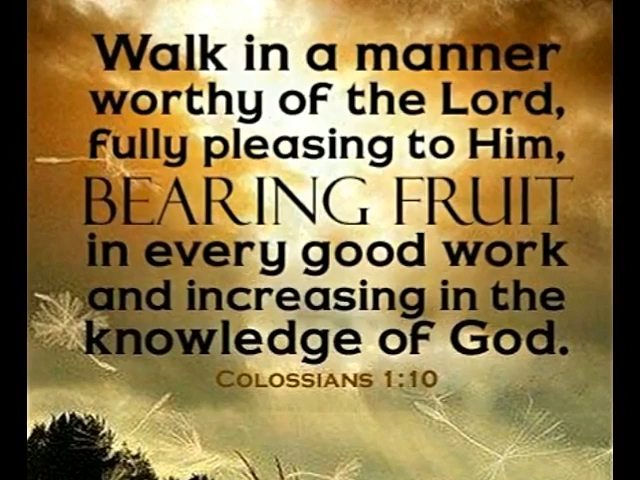 Walk in a manner
worthy of the Lord,
fully pleasing to Him,
BEARING FRUIT
in every good work
and increasing in the
knowledge of God.
Colossians 1:10